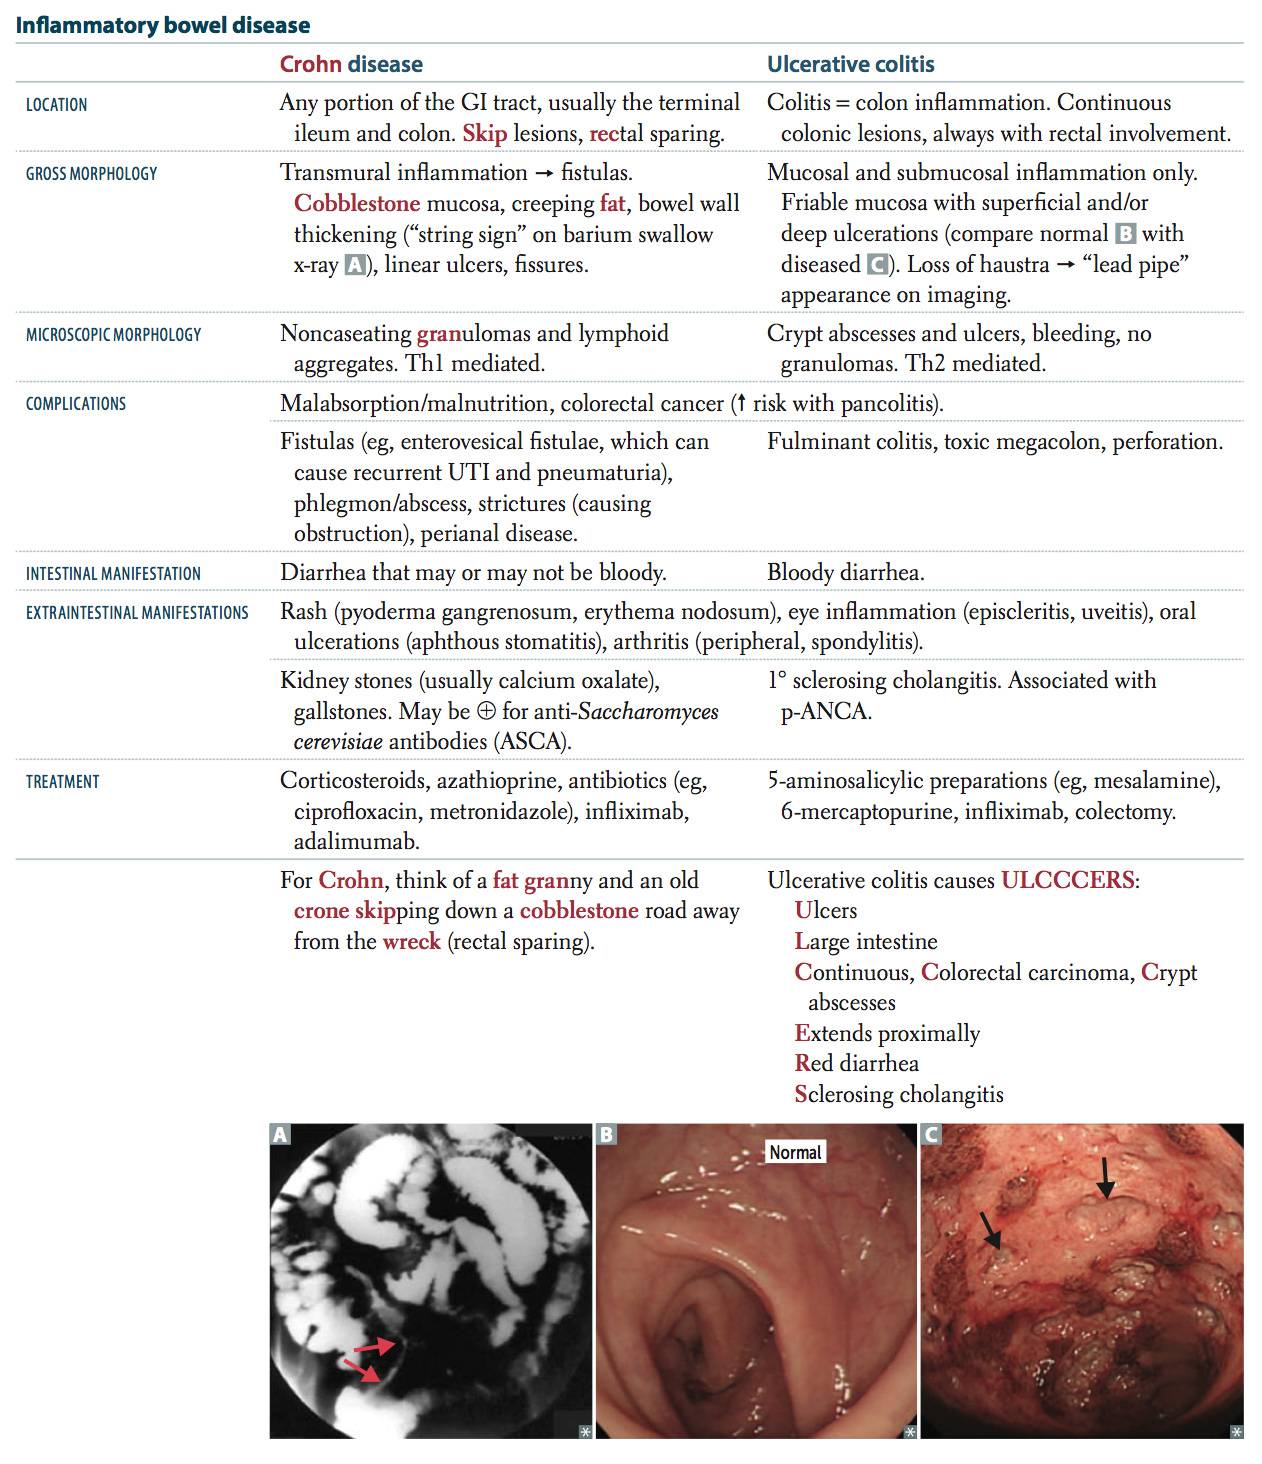 Inflammatory bowel disease
Crohn disease
Ulcerative colitis
LOCATION
Any portion of the GI tract, usually the terminal
ileum and colon. Skip lesions, rectal sparing.
Colitis = colon inflammation. Continuous
colonic lesions, always with rectal involvement.
GROSS MORPHOLOGY
Transmural inflammation → fistulas.
Cobblestone mucosa, creeping fat, bowel wall
thickening (“string sign” on barium swallow
x-ray A), linear ulcers, fissures.
Mucosal and submucosal inflammation only.
Friable mucosa with superficial and/or
deep ulcerations (compare normal B with
diseased C). Loss of haustra → “lead pipe”
appearance on imaging.
MICROSCOPIC MORPHOLOGY
Noncaseating granulomas and lymphoid
aggregates. Th1 mediated.
Crypt abscesses and ulcers, bleeding, no
granulomas. Th2 mediated.
COMPLICATIONS
Malabsorption/malnutrition, colorectal cancer (↑ risk with pancolitis).
Fistulas (eg, enterovesical fistulae, which can
cause recurrent UTI and pneumaturia),
phlegmon/abscess, strictures (causing
obstruction), perianal disease.
Fulminant colitis, toxic megacolon, perforation.
INTESTINAL MANIFESTATION
Diarrhea that may or may not be bloody.
Bloody diarrhea.
EXTRAINTESTINAL MANIFESTATIONS
Rash (pyoderma gangrenosum, erythema nodosum), eye inflammation (episcleritis, uveitis), oral
ulcerations (aphthous stomatitis), arthritis (peripheral, spondylitis).
Kidney stones (usually calcium oxalate),
gallstones. May be ⊕ for anti-Saccharomyces
cerevisiae antibodies (ASCA).
1° sclerosing cholangitis. Associated with
p-ANCA.
TREATMENT
Corticosteroids, azathioprine, antibiotics (eg,
ciprofloxacin, metronidazole), infliximab,
adalimumab.
5-aminosalicylic preparations (eg, mesalamine),
6-mercaptopurine, infliximab, colectomy.
For Crohn, think of a fat granny and an old
crone skipping down a cobblestone road away
from the wreck (rectal sparing).
Ulcerative colitis causes ULCCCERS:
Ulcers
Large intestine
Continuous, Colorectal carcinoma, Crypt
abscesses
Extends proximally
Red diarrhea
Sclerosing cholangitis
A
B
Normal
C